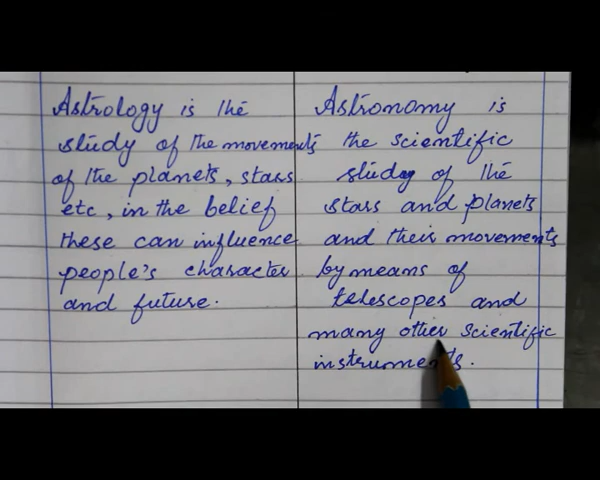 Astrology is the
study of the movements
of the planets, stars
etc, in the belief
these can influence
people's character
and future.
Astronomy is
the scientific
study of the
stars and planets
and their movements
by means of
telescopes and
many other scientific
instruments.